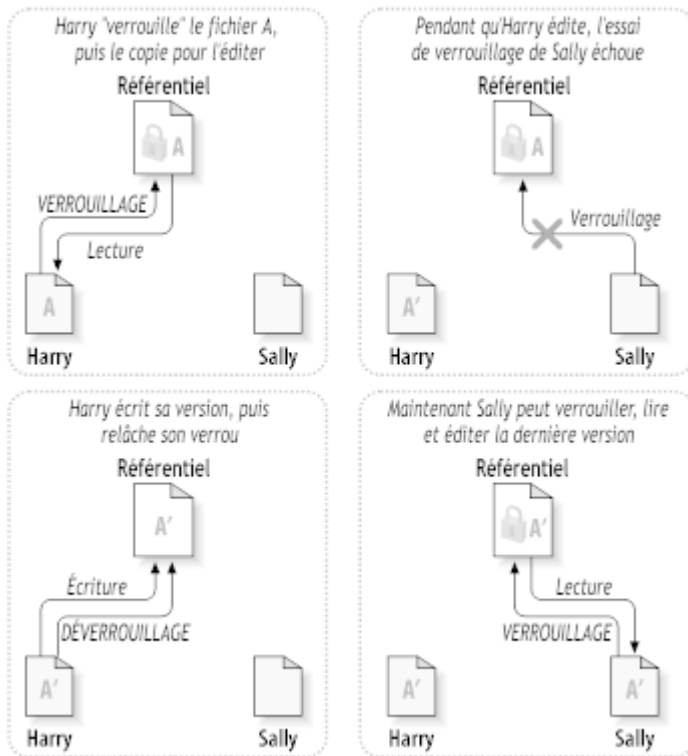 Harry "verrouille" le fichier A,
puis le copie pour l'éditer
Référentiel
A
VERROUILLAGE
Lecture
A
Harry
Sally
Pendant qu'Harry édite, l'essai
de verrouillage de Sally échoue
Référentiel
A
Verrouillage
A'
Harry
Sally
Harry écrit sa version, puis
relâche son verrou
Référentiel
A'
Écriture
DÉVERROUILLAGE
A'
Harry
Sally
Maintenant Sally peut verrouiller, lire
et éditer la dernière version
Référentiel
A'
Lecture
VERROUILLAGE
A'
A'
Harry
Sally